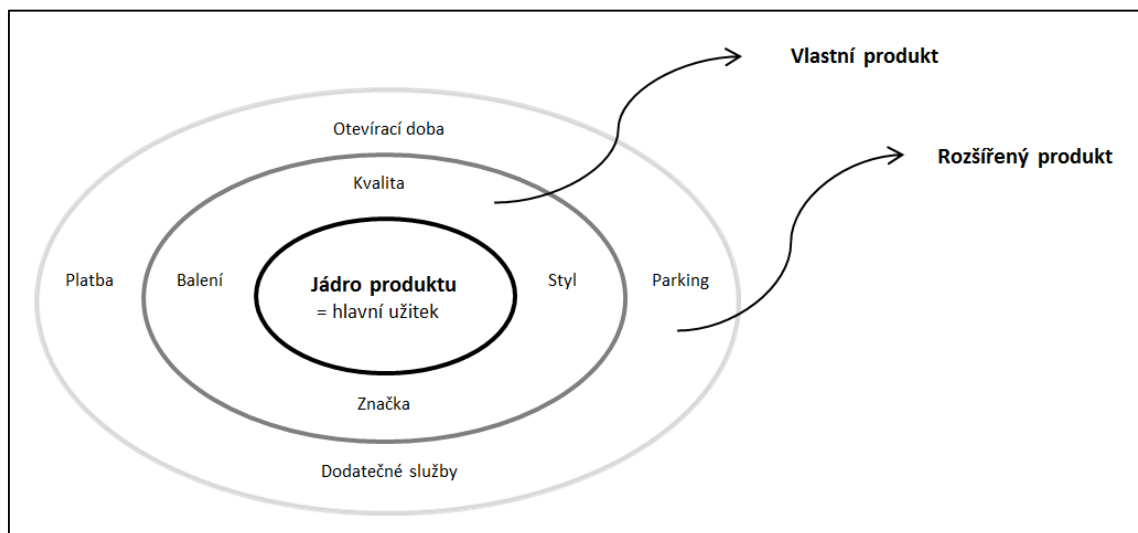 Vlastní produkt
Otevírací doba
Rozšířený produkt
Kvalita
Platba
Balení
Jádro produktu
= hlavní užitek
Styl
Parking
Značka
Dodatečné služby